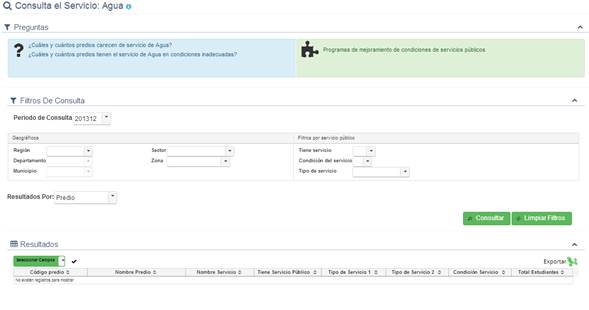 Consulta el Servicio: Agua
Preguntas
¿Cuáles y cuántos predios carecen de servicio de Agua?
¿Cuáles y cuántos predios tienen el servicio de Agua en condiciones inadecuadas?
Programas de mejoramiento de condiciones de servicios públicos
Filtros De Consulta
Periodo de Consulta 201312
Geográficos
Filtros por servicio público
Región
Sector
Tiene servicio
Departamento
Zona
Condición del servicio
Municipio
Tipo de servicio
Resultados Por: Predio
Consultar
Limpiar Filtros
Resultados
Seleccionar Campos
Exportar
Código predio
Nombre Predio
Nombre Servicio
Tiene Servicio Público
Tipo de Servicio 1
Tipo de Servicio 2
Condición Servicio
Total Estudiantes
No existen registros para mostrar